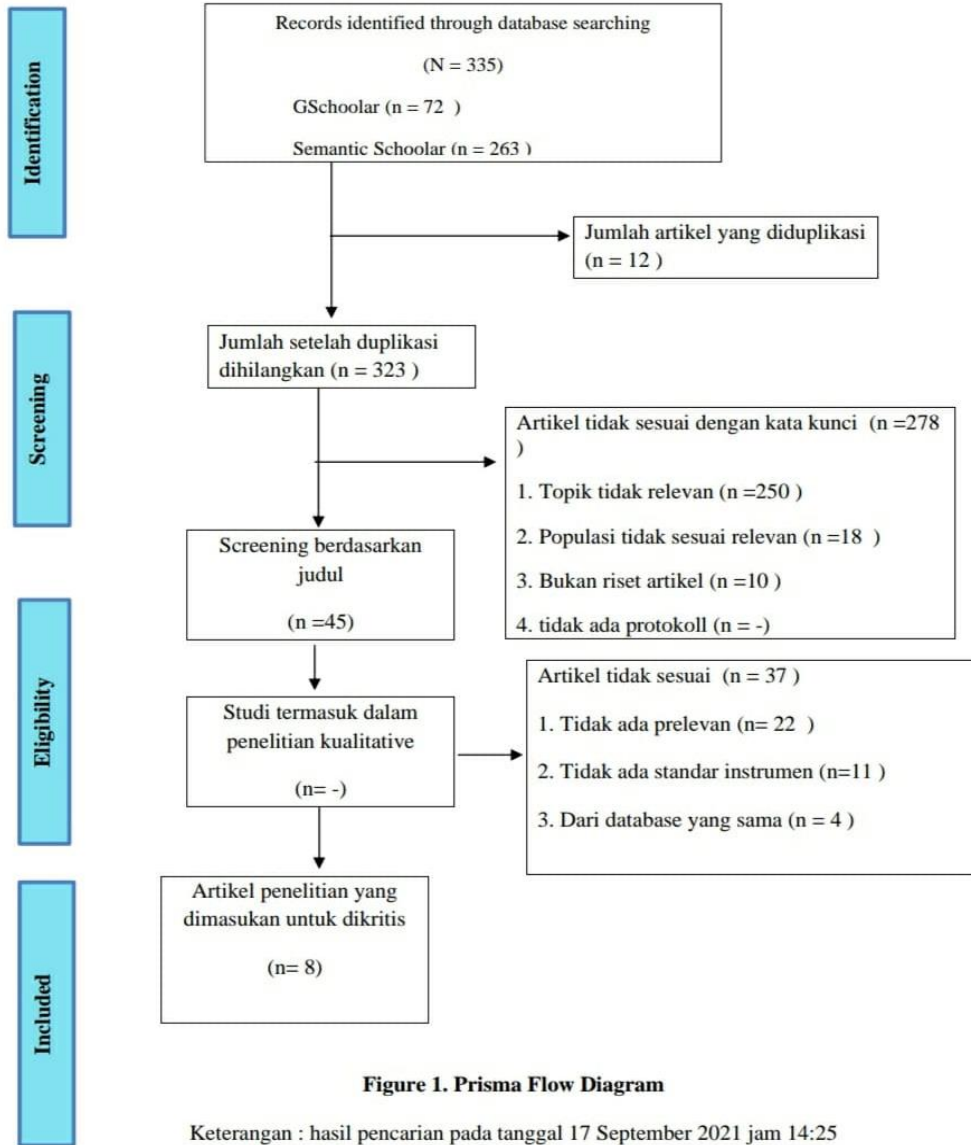 Identification
Records identified through database searching
(N = 335)
GSchoolar (n = 72 )
Semantic Schoolar (n = 263 )
Jumlah artikel yang diduplikasi
(n = 12 )
Screening
Jumlah setelah duplikasi
dihilangkan (n = 323 )
Artikel tidak sesuai dengan kata kunci (n =278
)
1. Topik tidak relevan (n =250 )
2. Populasi tidak sesuai relevan (n =18 )
3. Bukan riset artikel (n =10 )
4. tidak ada protokoll (n = -)
Screening berdasarkan
judul
(n =45)
Eligibility
Studi termasuk dalam
penelitian kualitative
(n= -)
Artikel tidak sesuai (n = 37 )
1. Tidak ada prelevan (n= 22 )
2. Tidak ada standar instrumen (n=11 )
3. Dari database yang sama (n = 4 )
Included
Artikel penelitian yang
dimasukan untuk dikritis
(n= 8)
Figure 1. Prisma Flow Diagram
Keterangan : hasil pencarian pada tanggal 17 September 2021 jam 14:25